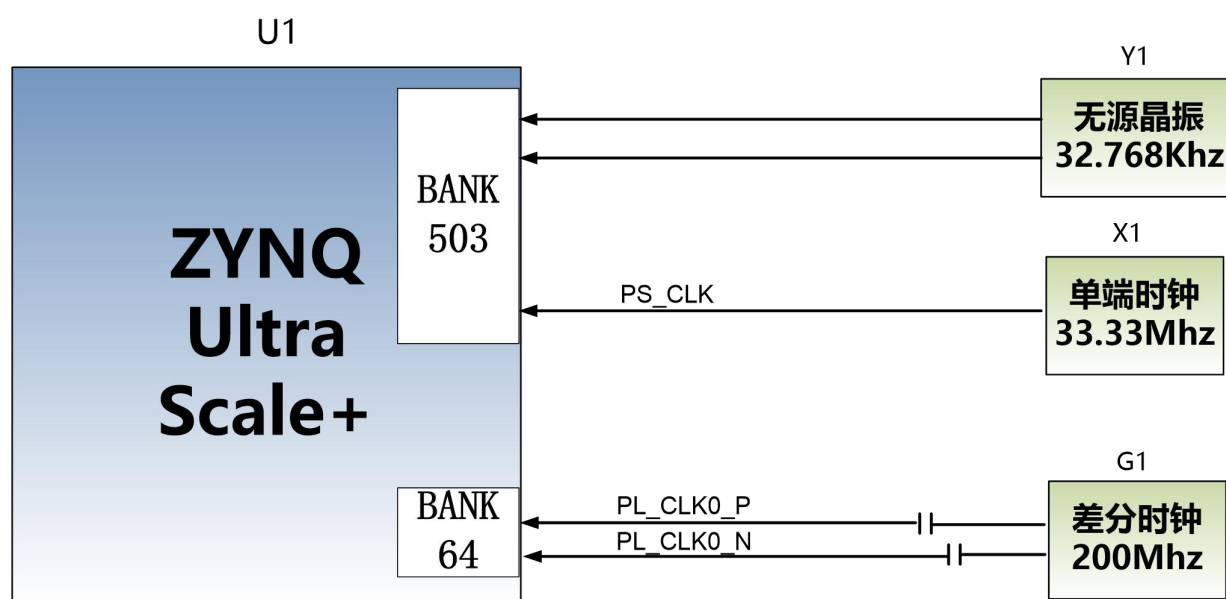 U1
ZYNQ
Ultra
Scale+
BANK
503
BANK
64
PS_CLK
PL_CLK0_P
PL_CLK0_N
Y1
无源晶振
32.768Khz
X1
单端时钟
33.33Mhz
G1
差分时钟
200Mhz